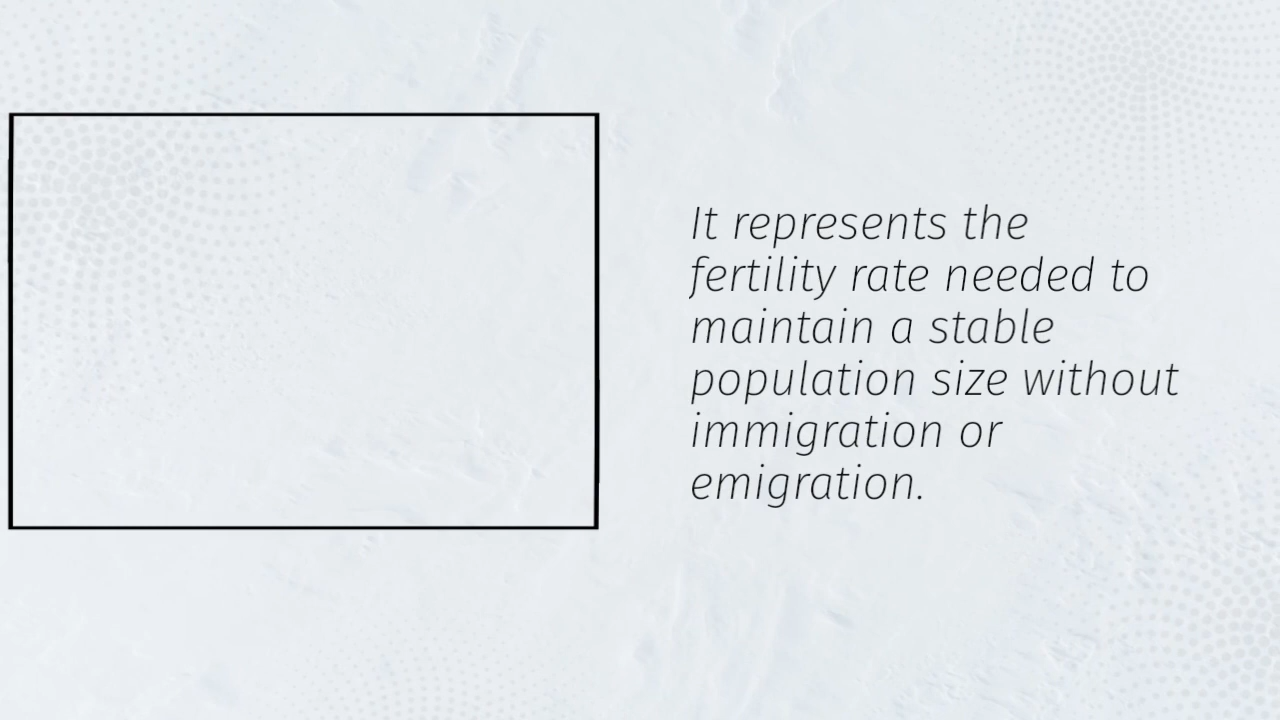 It represents the
fertility rate needed to
maintain a stable
population size without
immigration or
emigration.